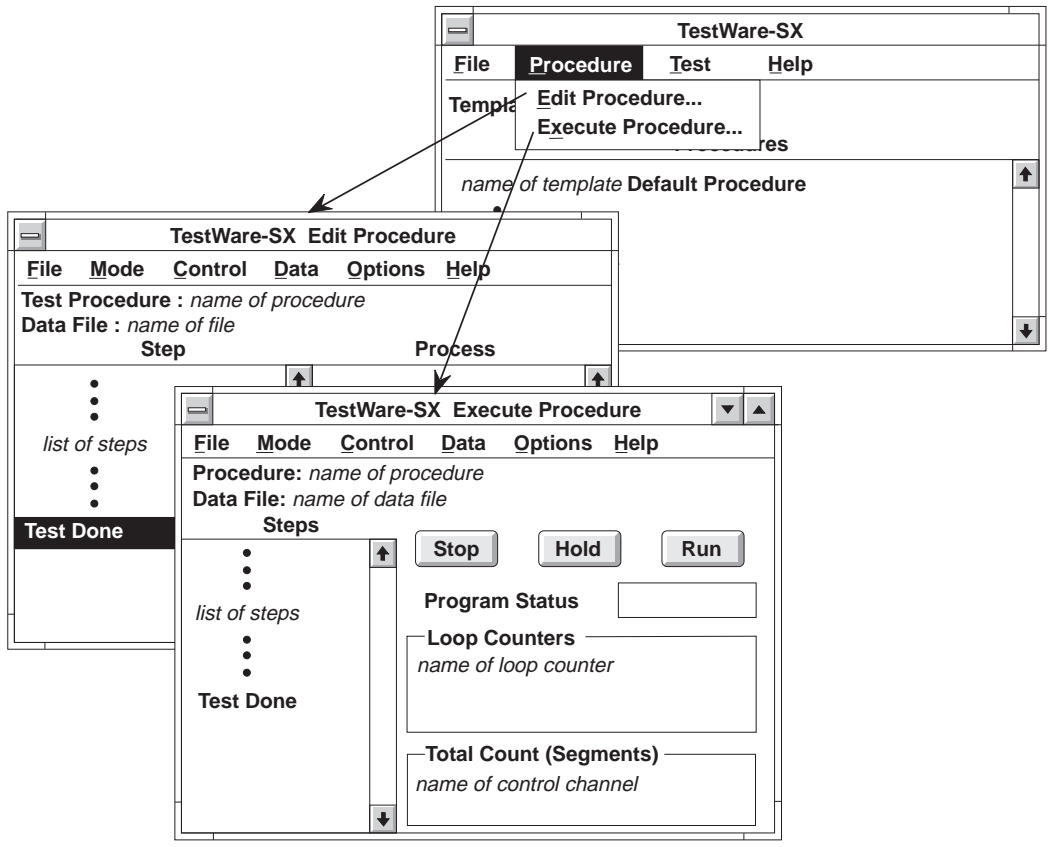 TestWare-SX
File Procedure Test Help
Edit Procedure...
Execute Procedure...
name of template Default Procedure
TestWare-SX Edit Procedure
File Mode Control Data Options Help
Test Procedure : name of procedure
Data File : name of file
Step Process
list of steps
Test Done
TestWare-SX Execute Procedure
File Mode Control Data Options Help
Procedure: name of procedure
Data File: name of data file
Steps
list of steps
Test Done
Stop Hold Run
Program Status
Loop Counters
name of loop counter
Total Count (Segments)
name of control channel